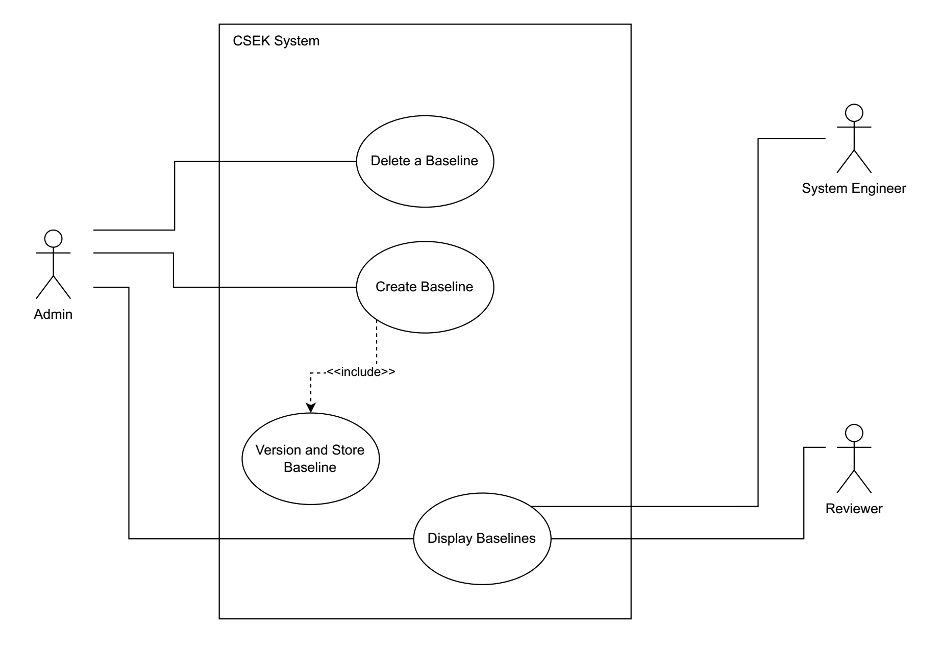 CSEK System
Delete a Baseline
System Engineer
Create Baseline
Admin
<<include>>
Version and Store
Baseline
Reviewer
Display Baselines